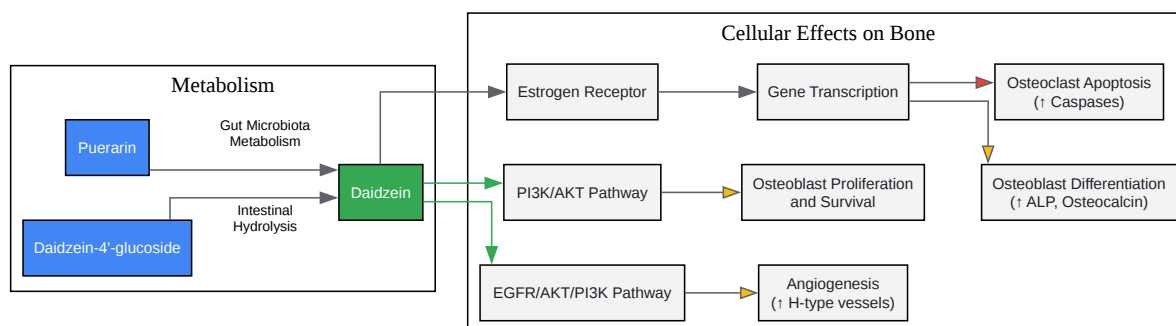 Metabolism
Puerarin
Gut Microbiota
Metabolism
Daidzein-4'-glucoside
Intestinal
Hydrolysis
Daidzein
Cellular Effects on Bone
Estrogen Receptor
Gene Transcription
Osteoclast Apoptosis
(↑ Caspases)
Osteoblast Differentiation
(↑ ALP, Osteocalcin)
PI3K/AKT Pathway
Osteoblast Proliferation
and Survival
EGFR/AKT/PI3K Pathway
Angiogenesis
(↑ H-type vessels)